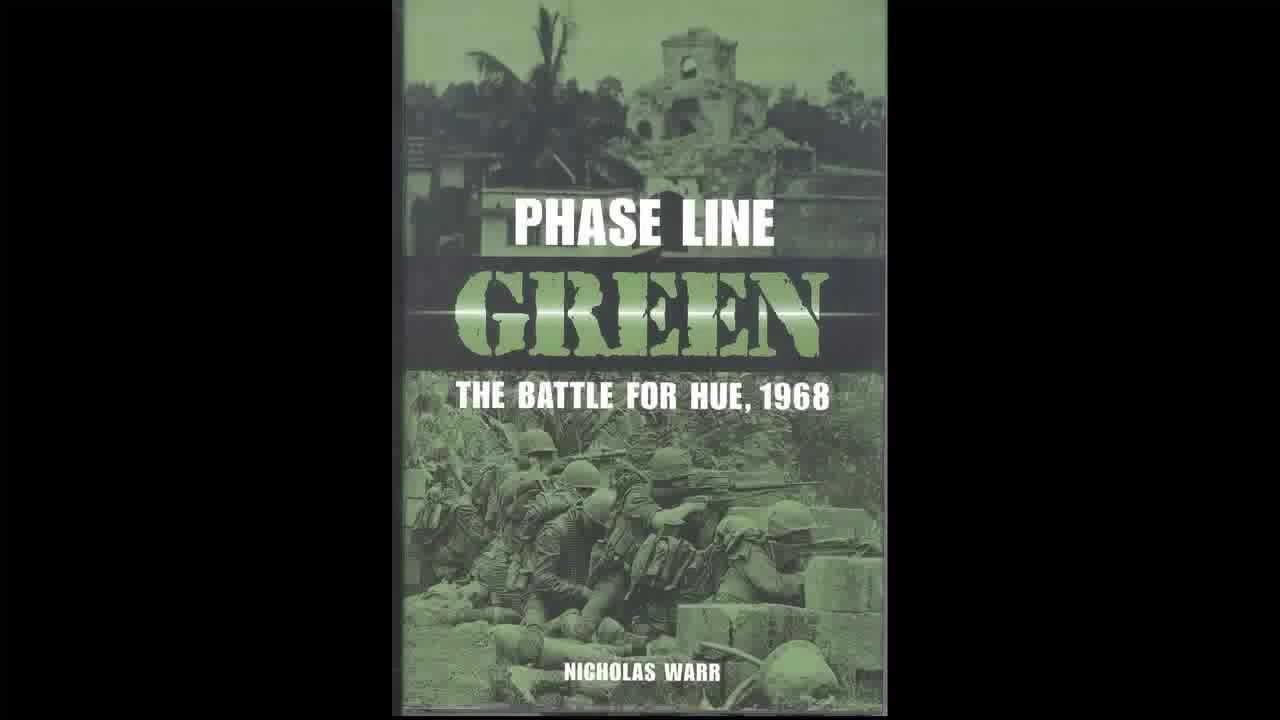 PHASE LINE
GREEN
THE BATTLE FOR HUE, 1968
NICHOLAS WARR